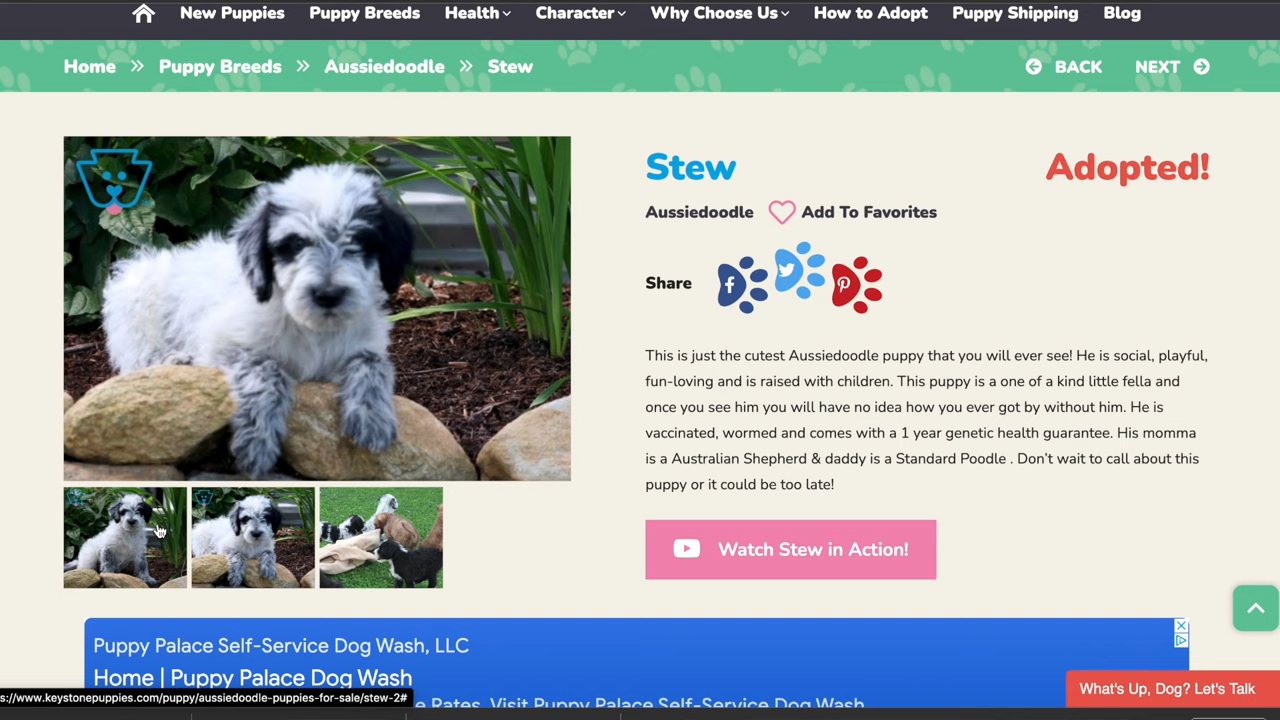 New Puppies Puppy Breeds Health Character Why Choose Us How to Adopt Puppy Shipping Blog
Home » Puppy Breeds » Aussiedoodle » Stew BACK NEXT
Stew Adopted!
Aussiedoodle Add To Favorites
Share
This is just the cutest Aussiedoodle puppy that you will ever see! He is social, playful,
fun-loving and is raised with children. This puppy is a one of a kind little fella and
once you see him you will have no idea how you ever got by without him. He is
vaccinated, wormed and comes with a 1 year genetic health guarantee. His momma
is a Australian Shepherd & daddy is a Standard Poodle . Don't wait to call about this
puppy or it could be too late!
Watch Stew in Action!
Puppy Palace Self-Service Dog Wash, LLC
Home | Puppy Palace Dog Wash
What's Up, Dog? Let's Talk
s://www.keystonepuppies.com/puppy/aussiedoodle-puppies-for-sale/stew-2#
e Rates. Visit Puppy Palace Self-Service Dog Wash